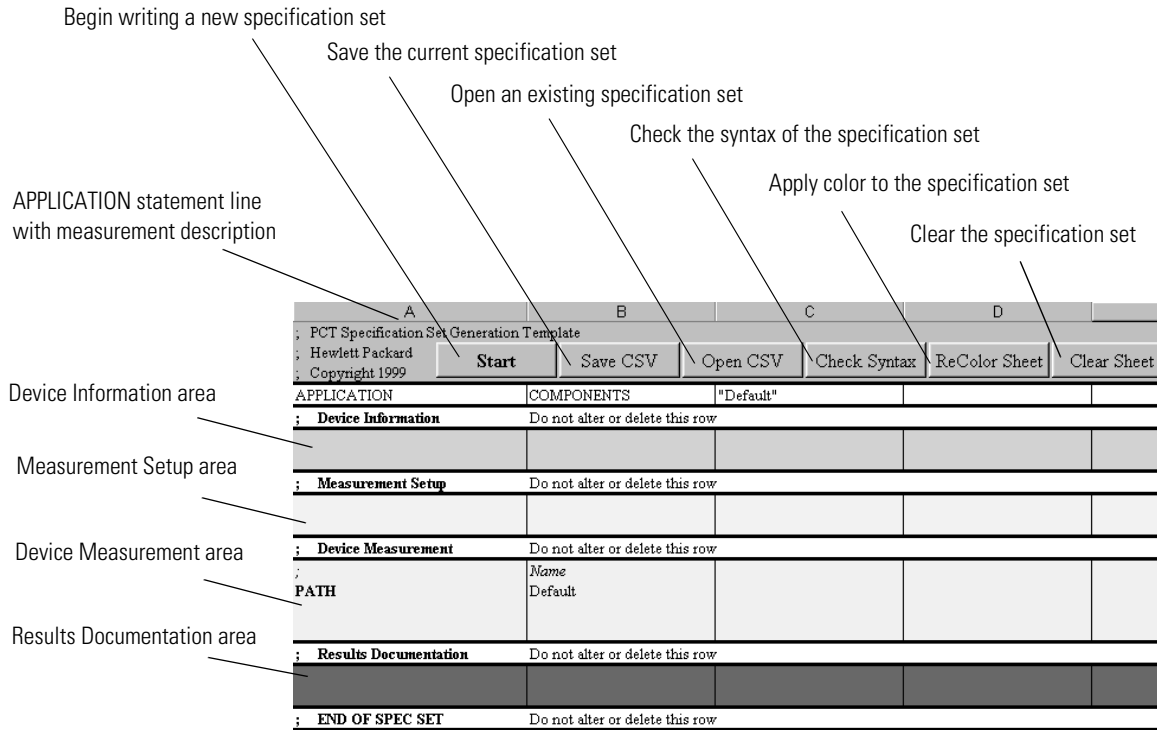 Begin writing a new specification set
Save the current specification set
Open an existing specification set
Check the syntax of the specification set
Apply color to the specification set
APPLICATION statement line
with measurement description
Clear the specification set
A B C D
; PCT Specification Set Generation Template
; Hewlett Packard
; Copyright 1999
Start Save CSV Open CSV Check Syntax ReColor Sheet Clear Sheet
APPLICATION COMPONENTS "Default"
Device Information area
; Device Information Do not alter or delete this row
Measurement Setup area
; Measurement Setup Do not alter or delete this row
Device Measurement area
; Device Measurement Do not alter or delete this row
; Name
PATH Default
Results Documentation area
; Results Documentation Do not alter or delete this row
; END OF SPEC SET Do not alter or delete this row